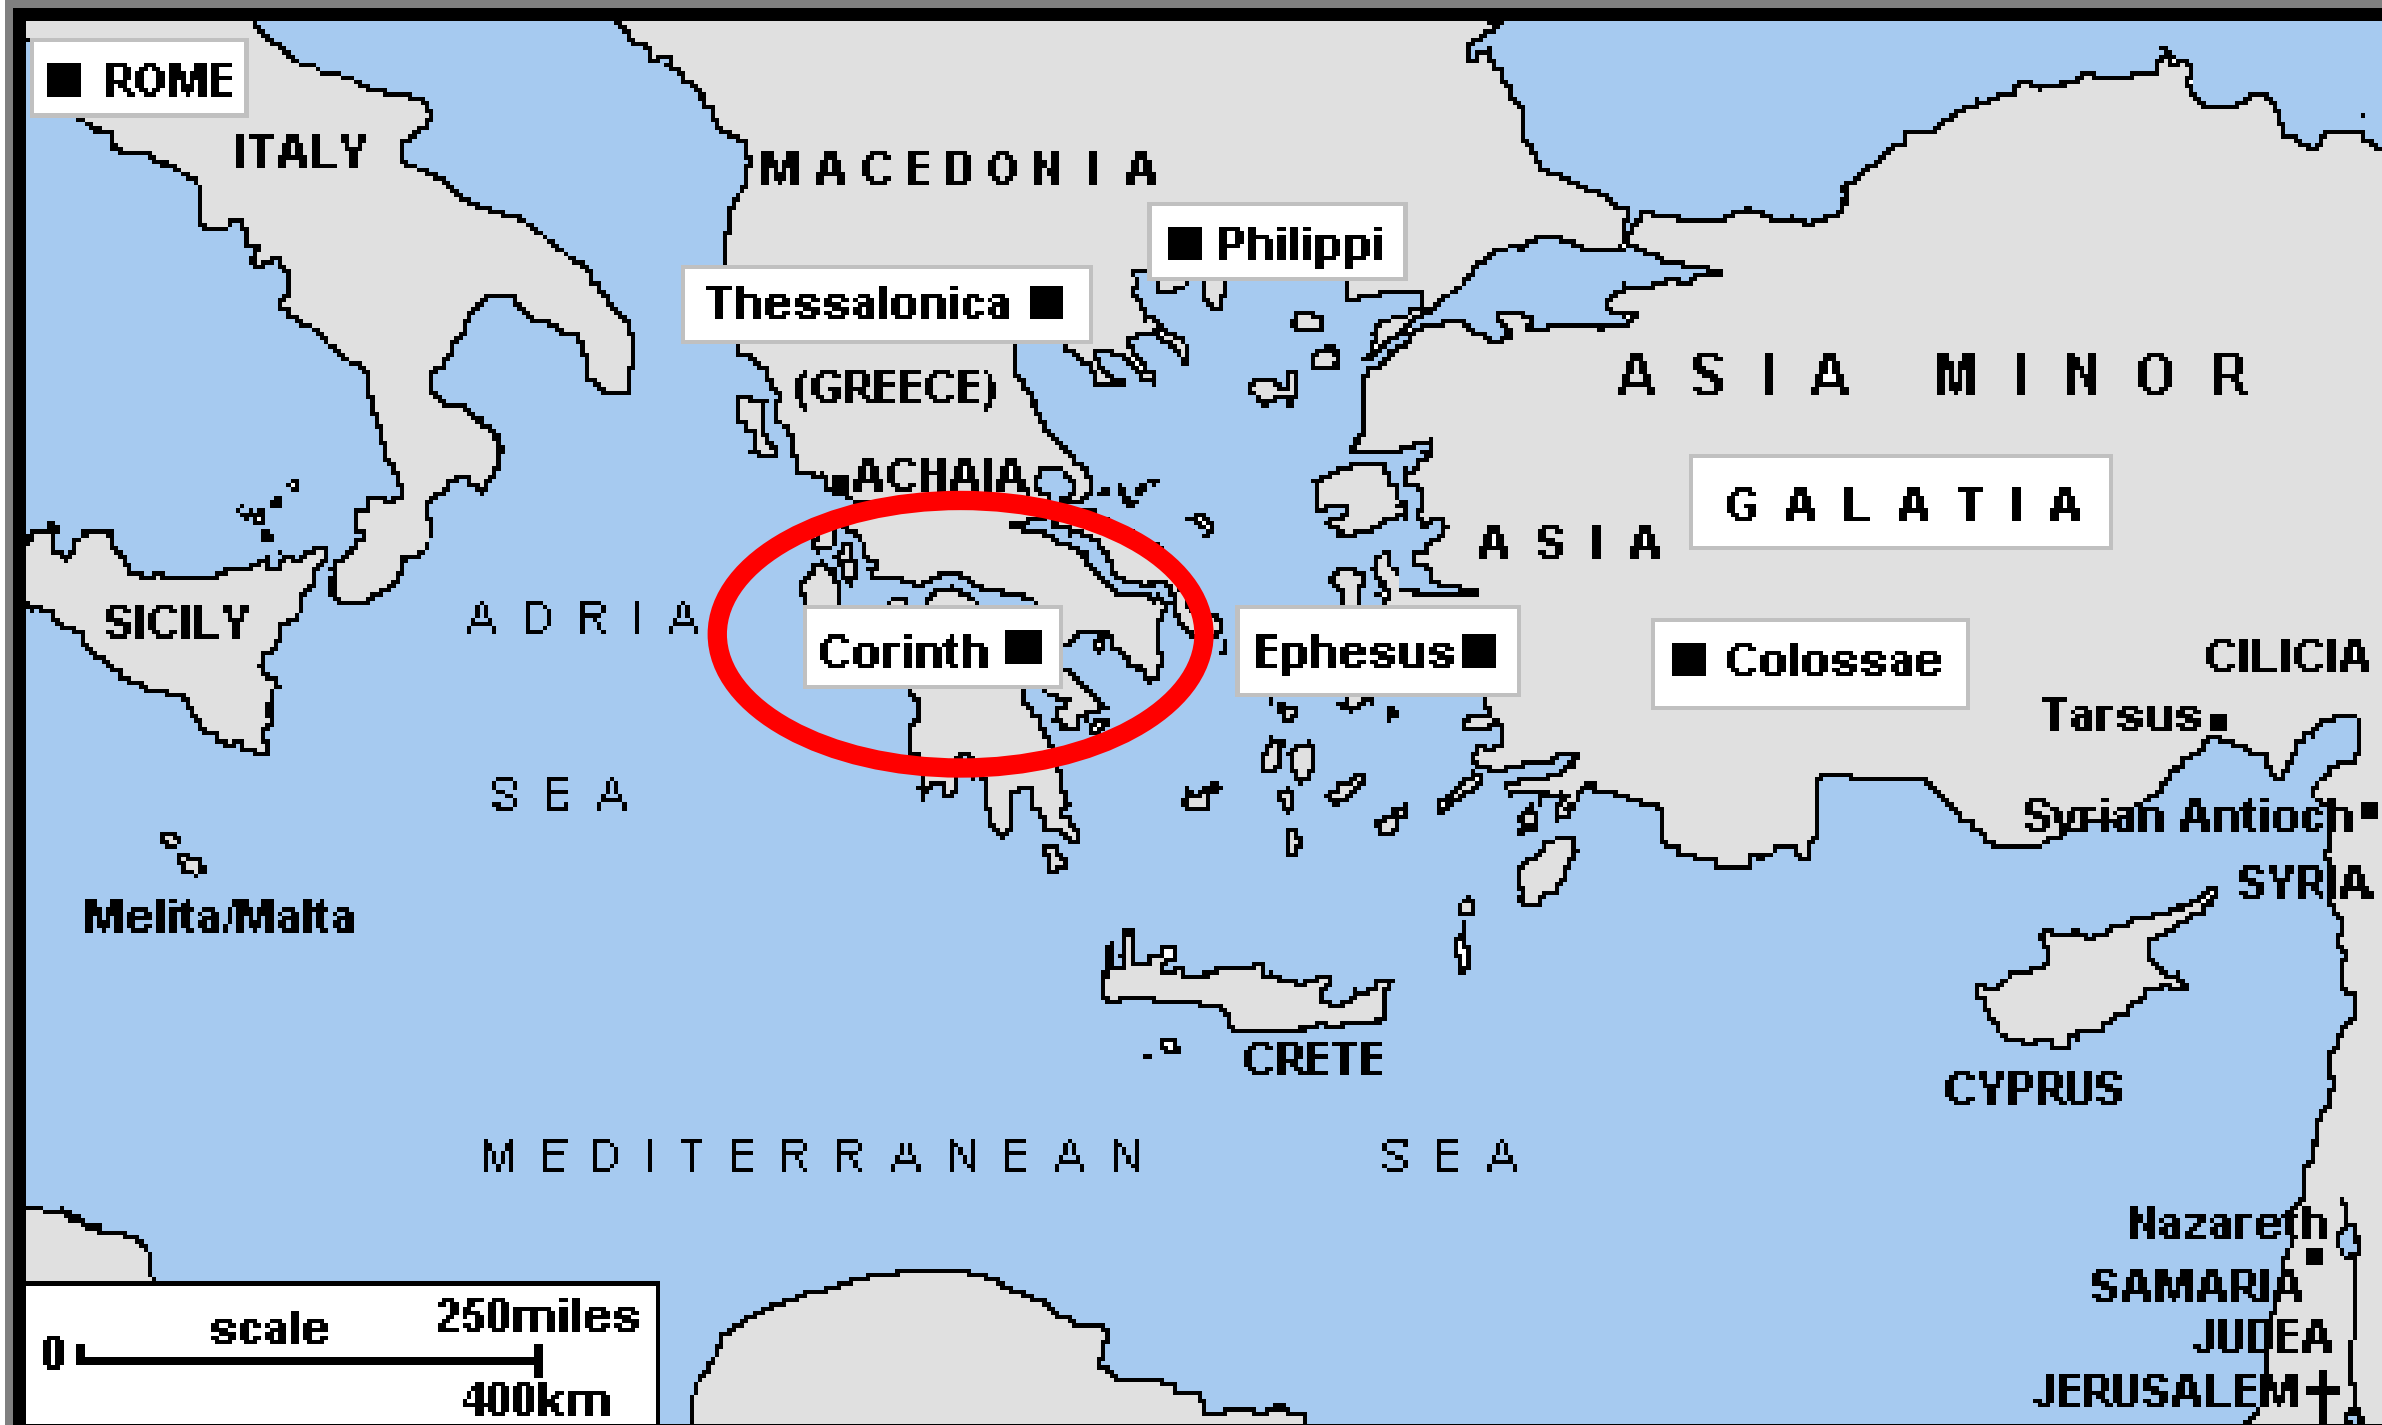 ROME
ITALY
MACEDONIA
Philippi
Thessalonica
(GREECE)
ASIA MINOR
ACHAIA
GALATIA
ASIA
SICILY
ADRIA
Corinth
Ephesus
Colossae
CILICIA
Tarsus
SEA
Syrian Antioch
SYRIA
Melita/Malta
CRETE
CYPRUS
MEDITERRANEAN SEA
Nazareth
SAMARIA
JUDEA
JERUSALEM
250miles
scale
0
400km